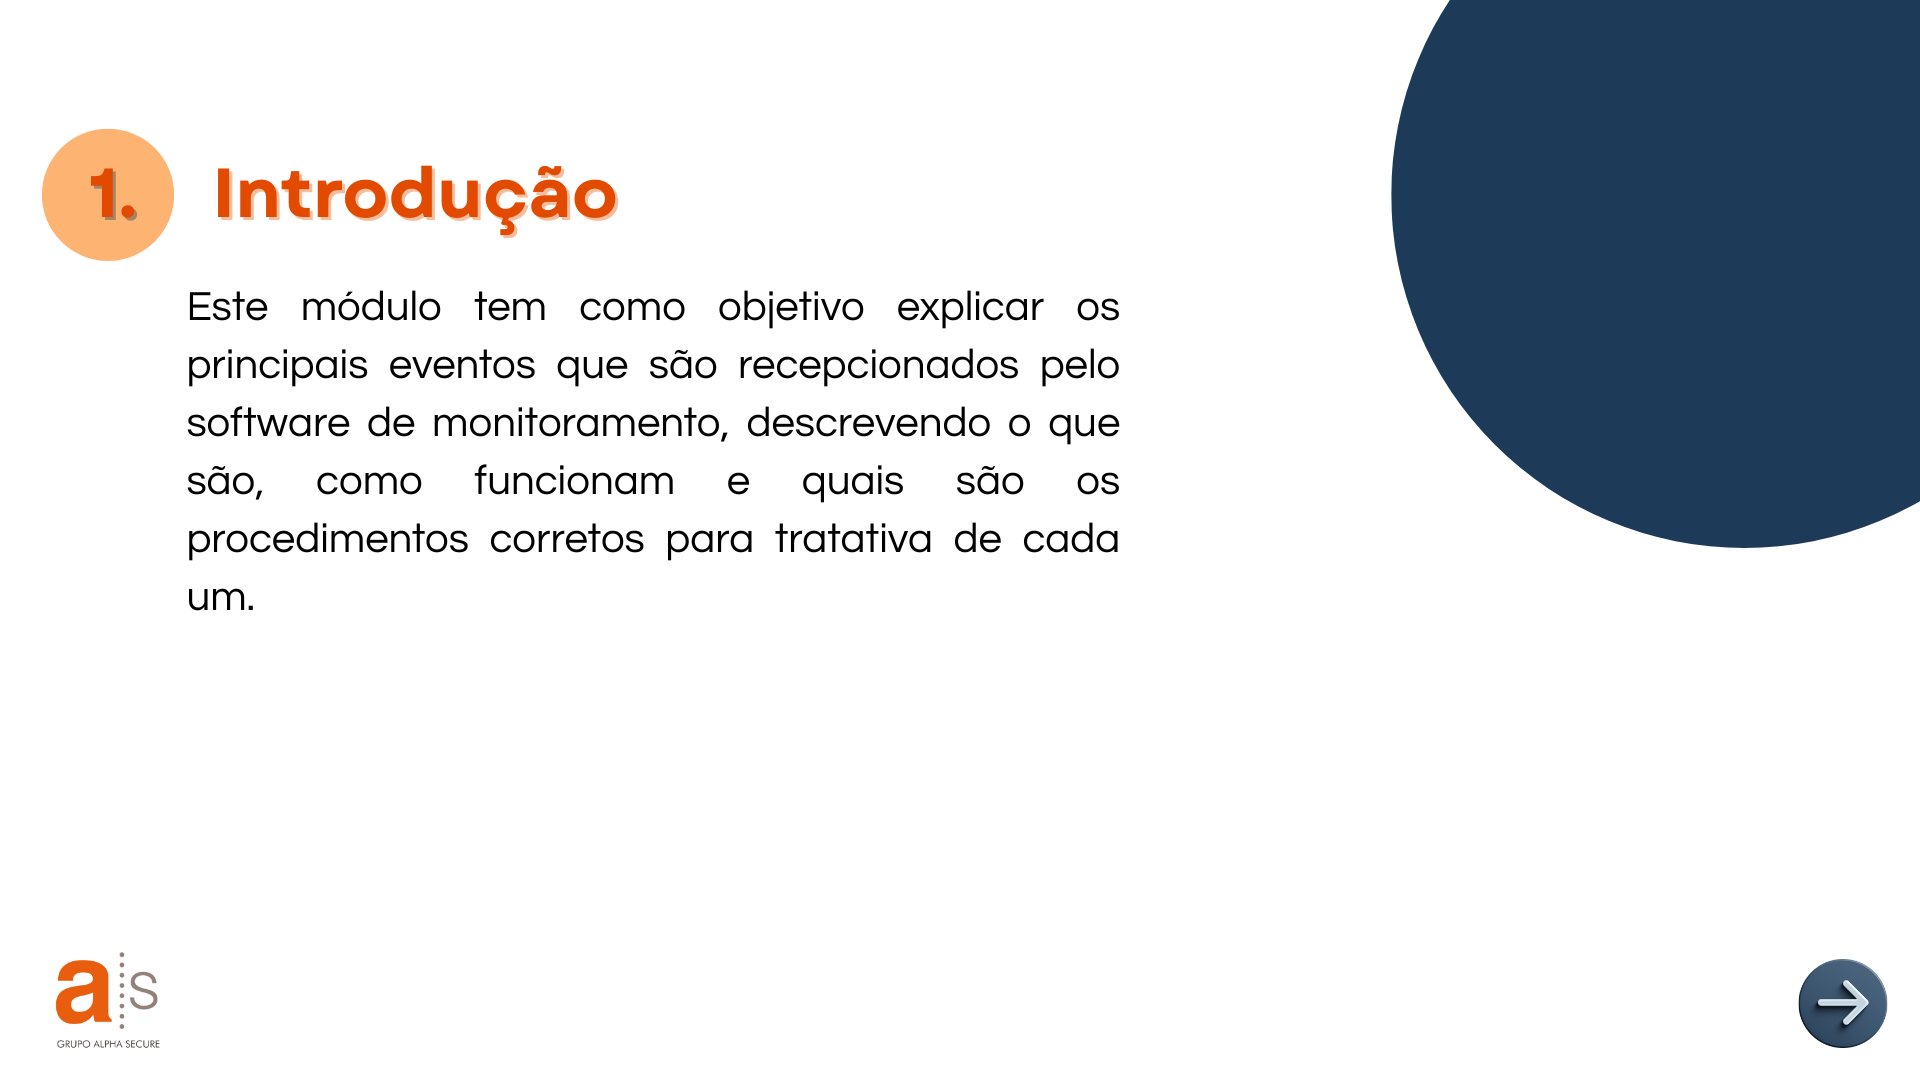 1. Introdução
Este módulo tem como objetivo explicar os
principais eventos que são recepcionados pelo
software de monitoramento, descrevendo o que
são, como funcionam e quais são os
procedimentos corretos para tratativa de cada
um.
a s
GRUPO ALPHA SECURE